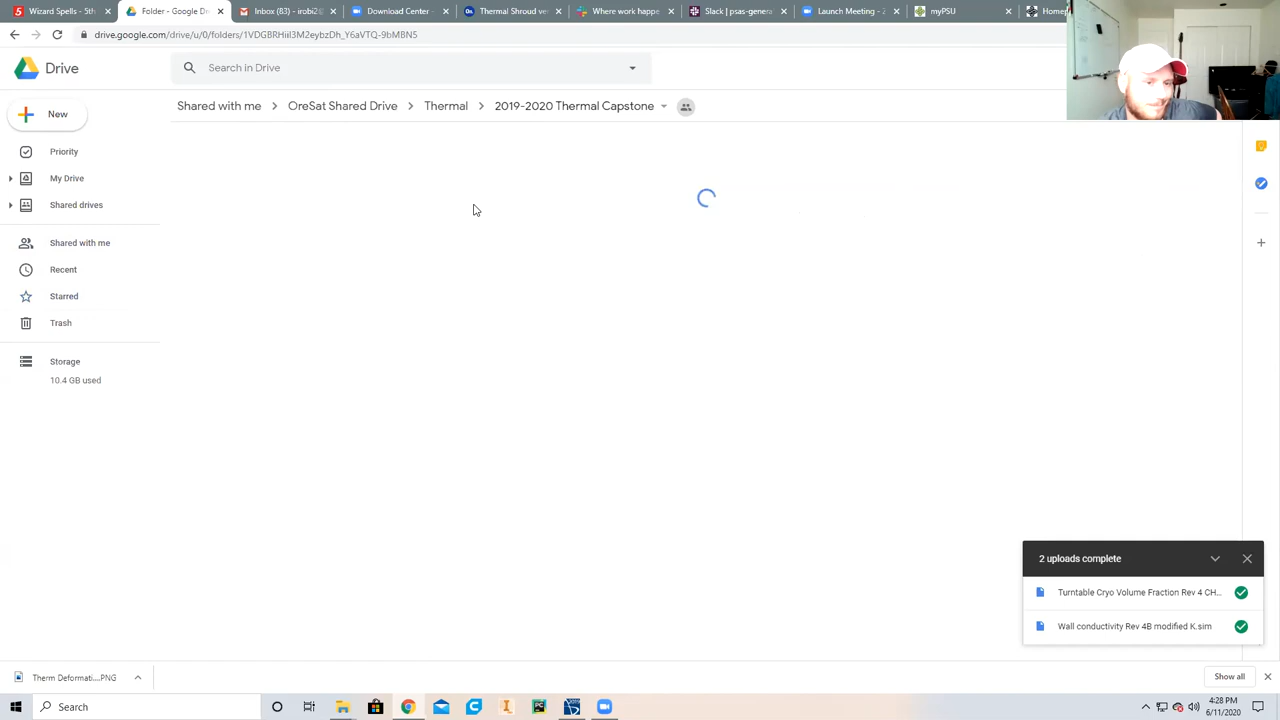 Wizard Spells - 5th
Folder - Google Dr
Inbox (83) - irob2@
Download Center -
Thermal Shroud ver
Where work happe
Slack | psas-genera
Launch Meeting - Z
myPSU
Homep
drive.google.com/drive/u/0/folders/1VDGBRHiiI3M2eybzDh_Y6aVTQ-9bMBN5
Drive
Search in Drive
New
Shared with me > OreSat Shared Drive > Thermal > 2019-2020 Thermal Capstone
Priority
My Drive
Shared drives
Shared with me
Recent
Starred
Trash
Storage
10.4 GB used
2 uploads complete
Turntable Cryo Volume Fraction Rev 4 CH...
Wall conductivity Rev 4B modified K.sim
Therm Deformati....PNG
Show all
Search
4:28 PM
6/11/2020